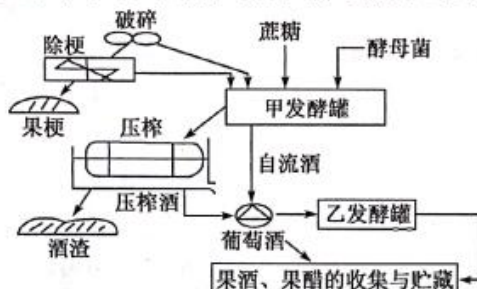 破碎
除梗
蔗糖
酵母菌
果梗
甲发酵罐
压榨
自流酒
压榨酒
酒渣
葡萄酒
乙发酵罐
果酒、果醋的收集与贮藏